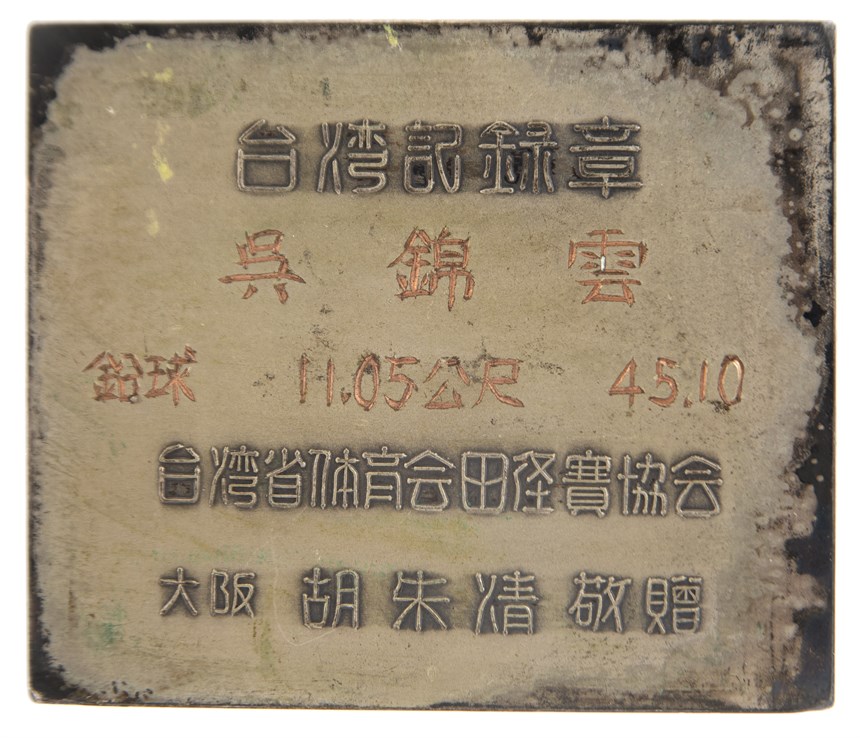 台湾記録章
吳錦雲
鉛球 11.05公尺 45.10
台湾省体育会田径賽協会
大阪 胡朱清 敬贈